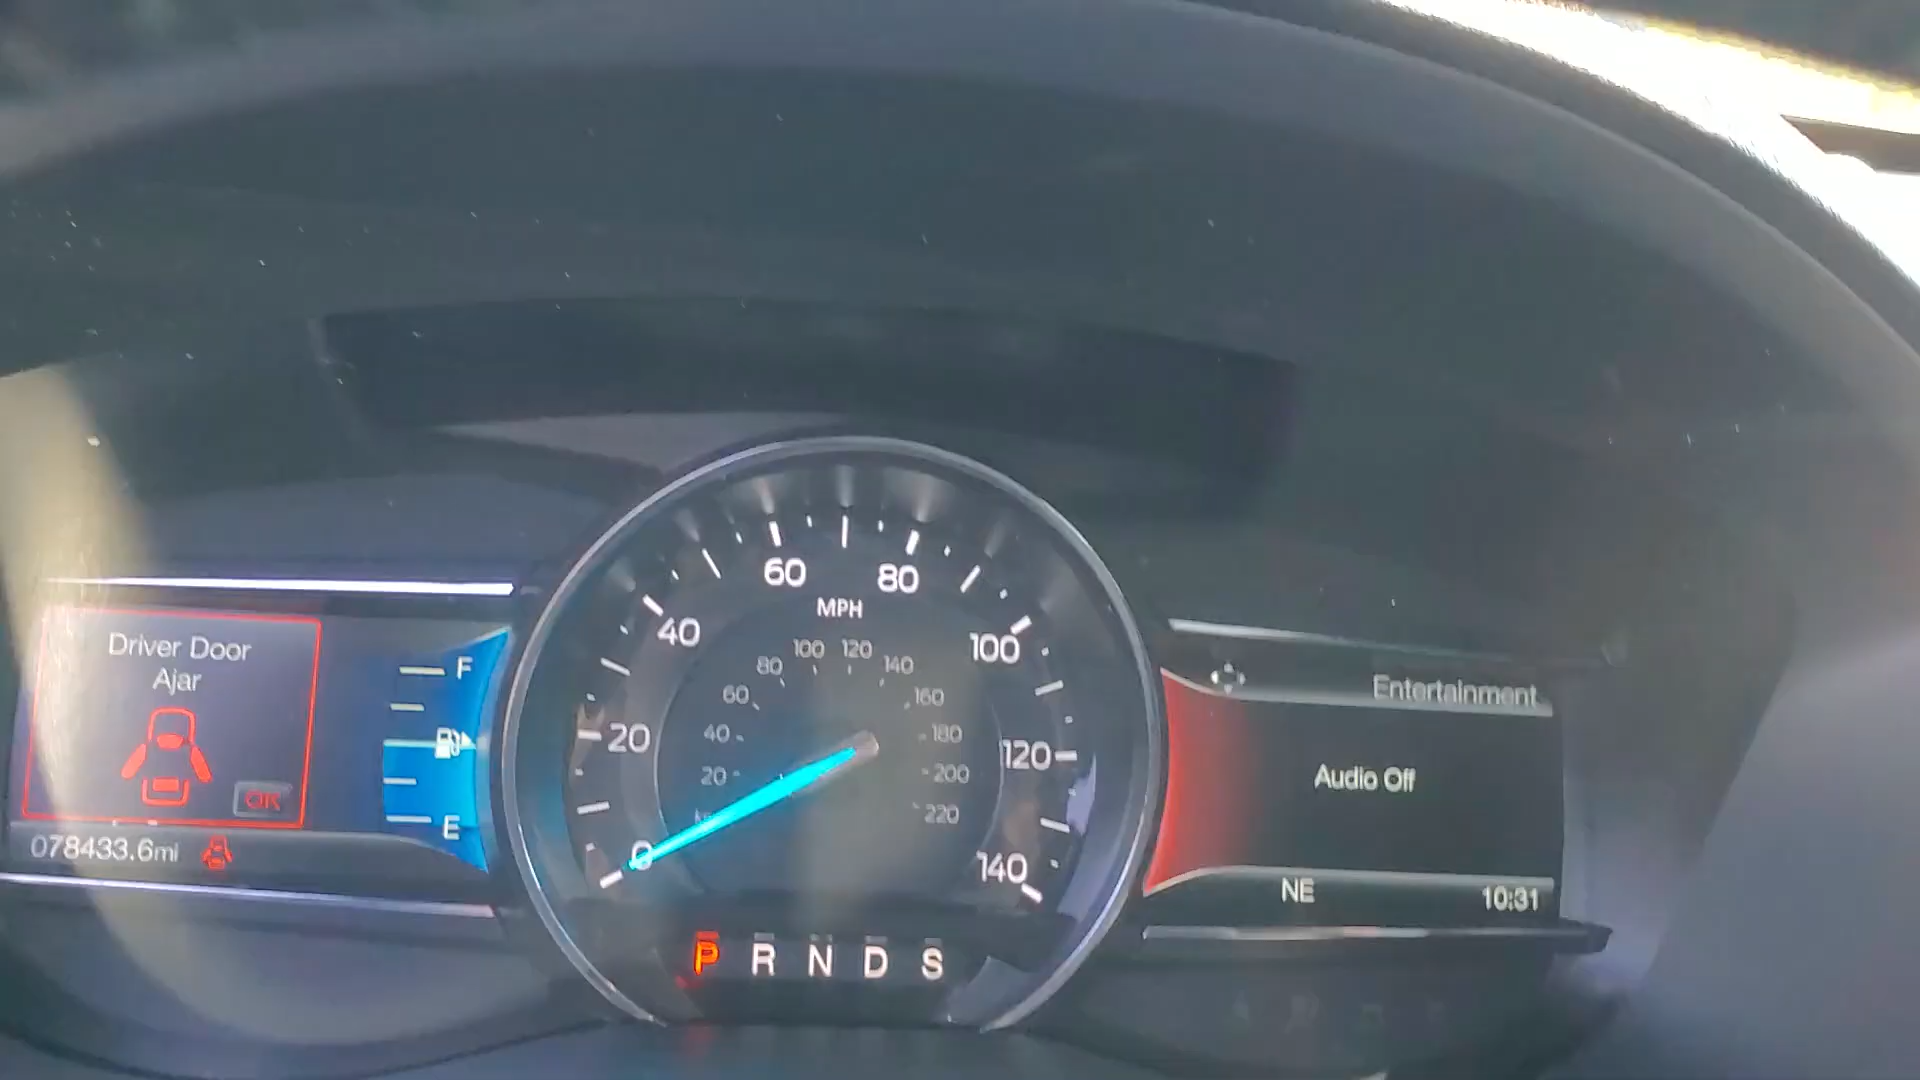 Driver Door
Ajar
OK
078433.6mi
F
E
0
20
40
60
80
100
120
140
MPH
20
40
60
80
100
120
140
160
180
200
220
P R N D S
Entertainment
Audio Off
NE
10:31